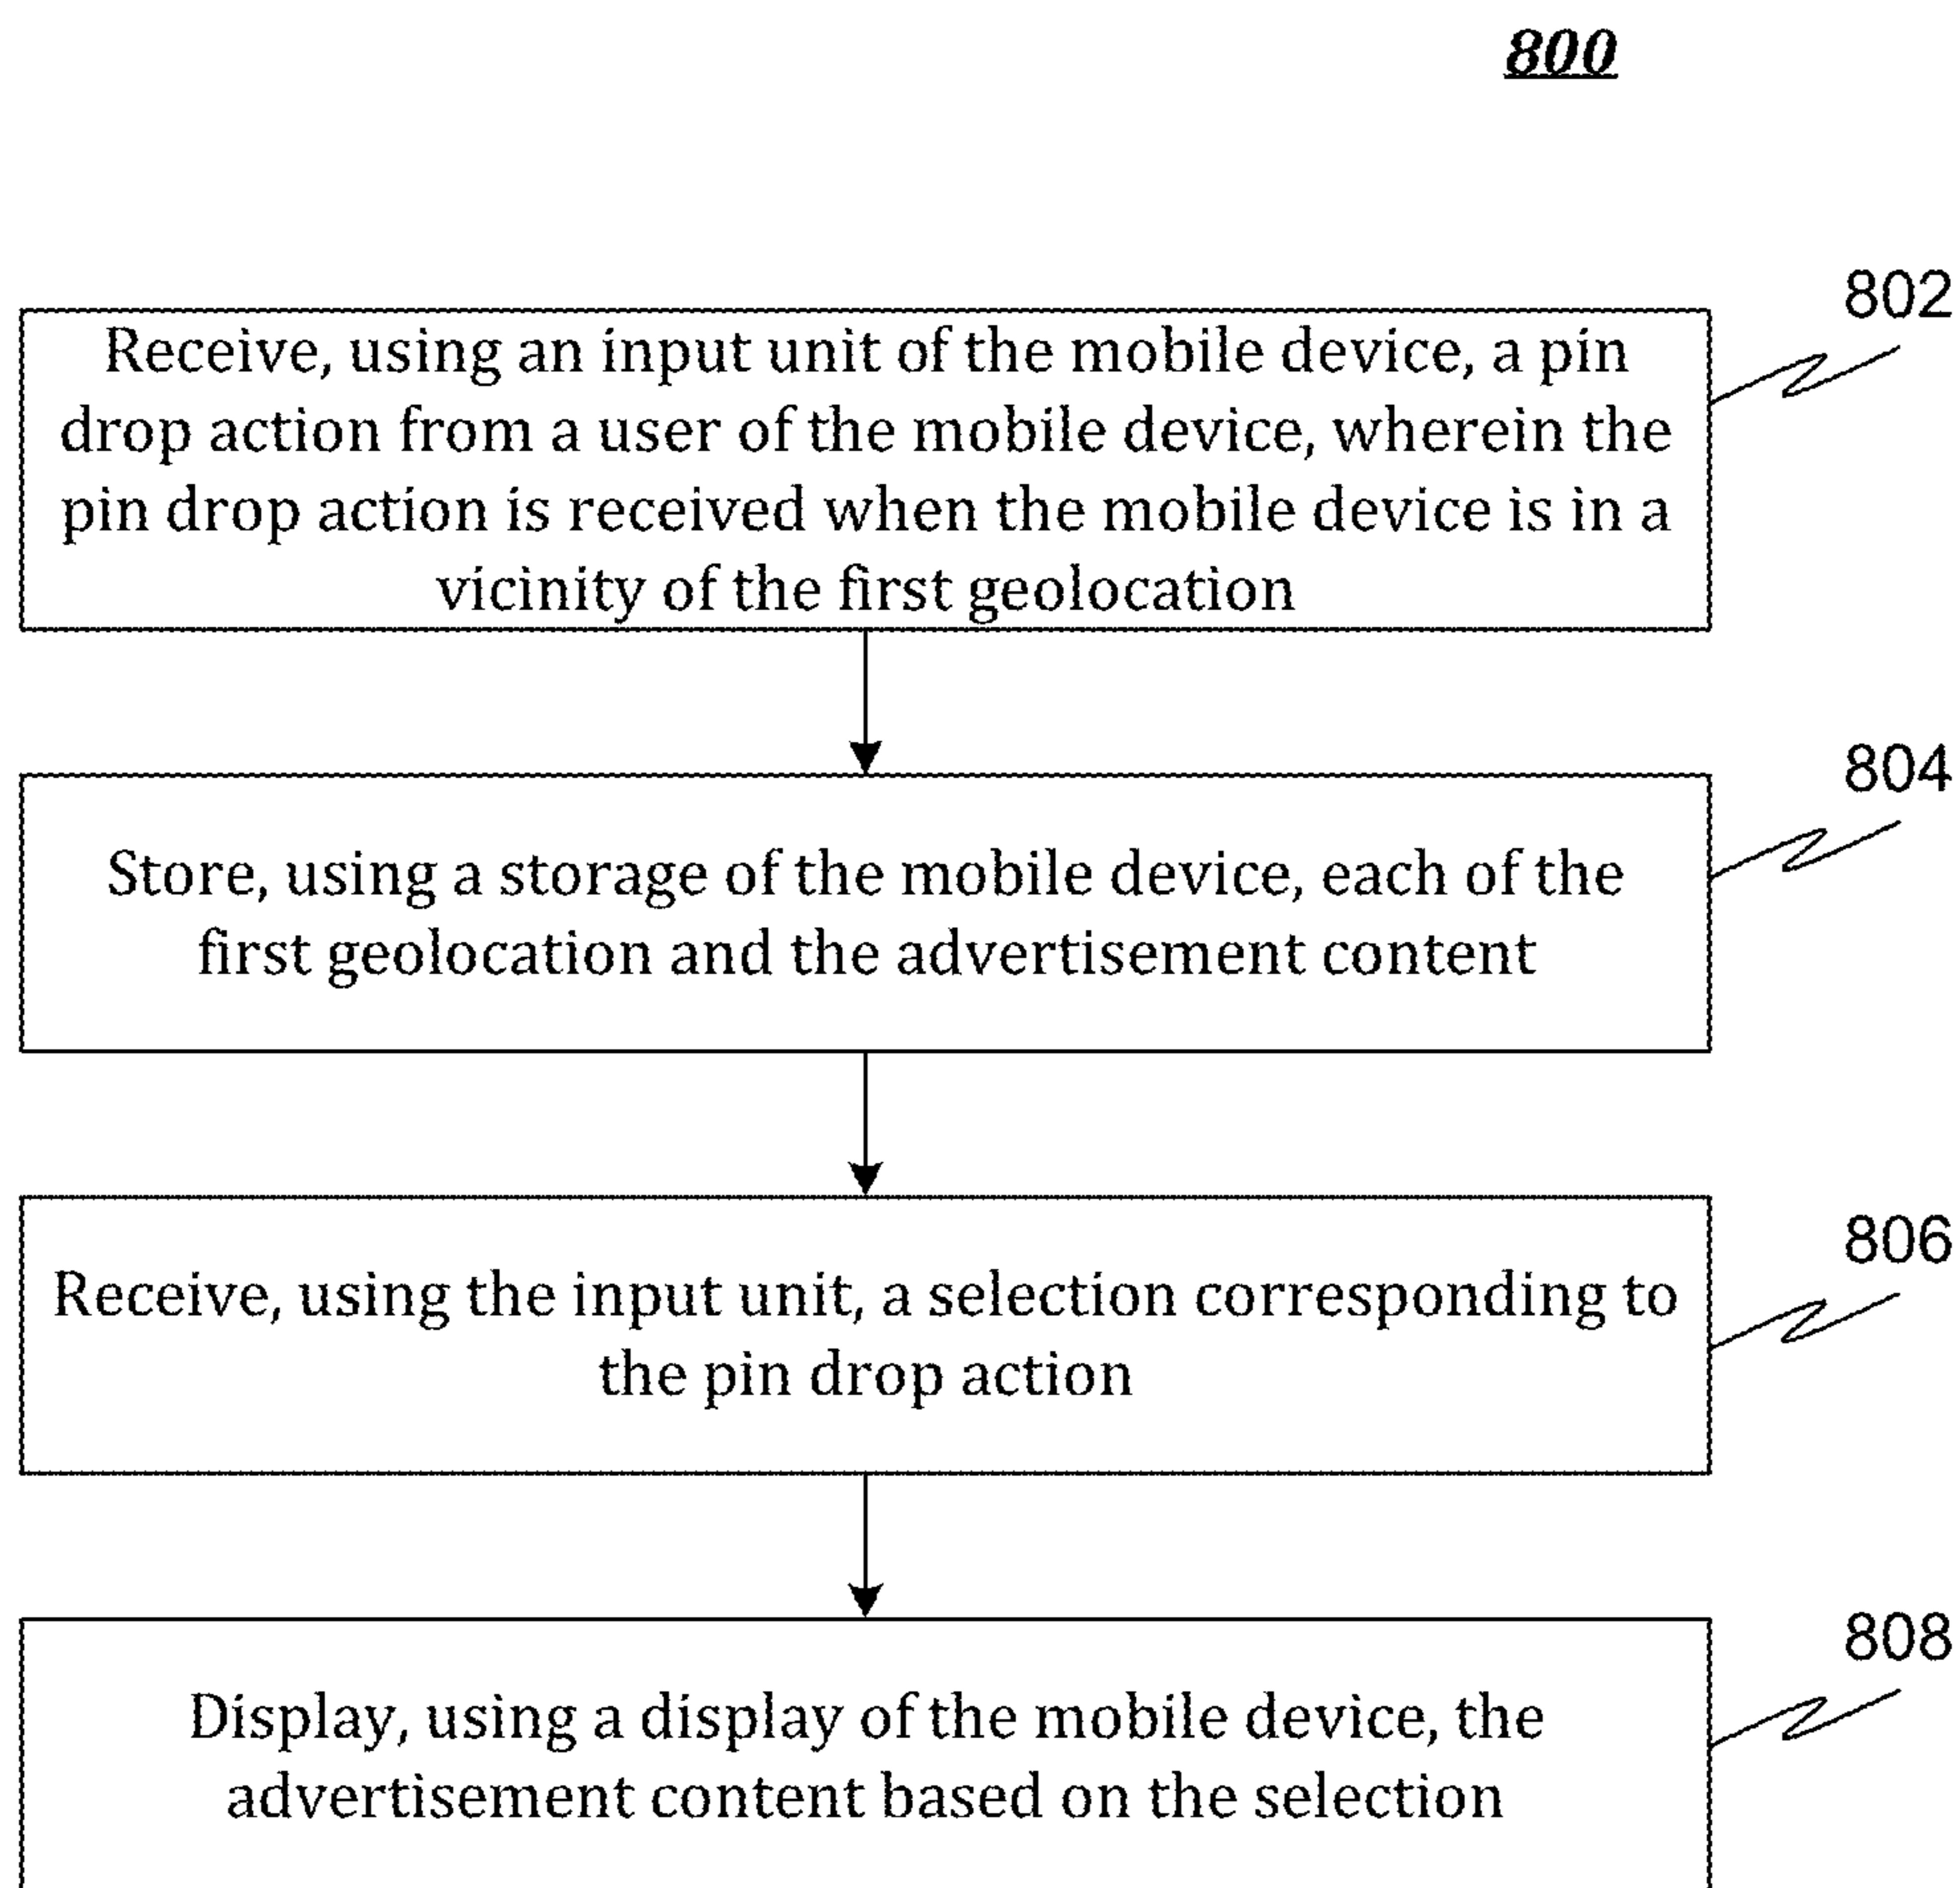 800
802
Receive, using an input unit of the mobile device, a pin
drop action from a user of the mobile device, wherein the
pin drop action is received when the mobile device is in a
vicinity of the first geolocation
804
Store, using a storage of the mobile device, each of the
first geolocation and the advertisement content
806
Receive, using the input unit, a selection corresponding to
the pin drop action
808
Display, using a display of the mobile device, the
advertisement content based on the selection